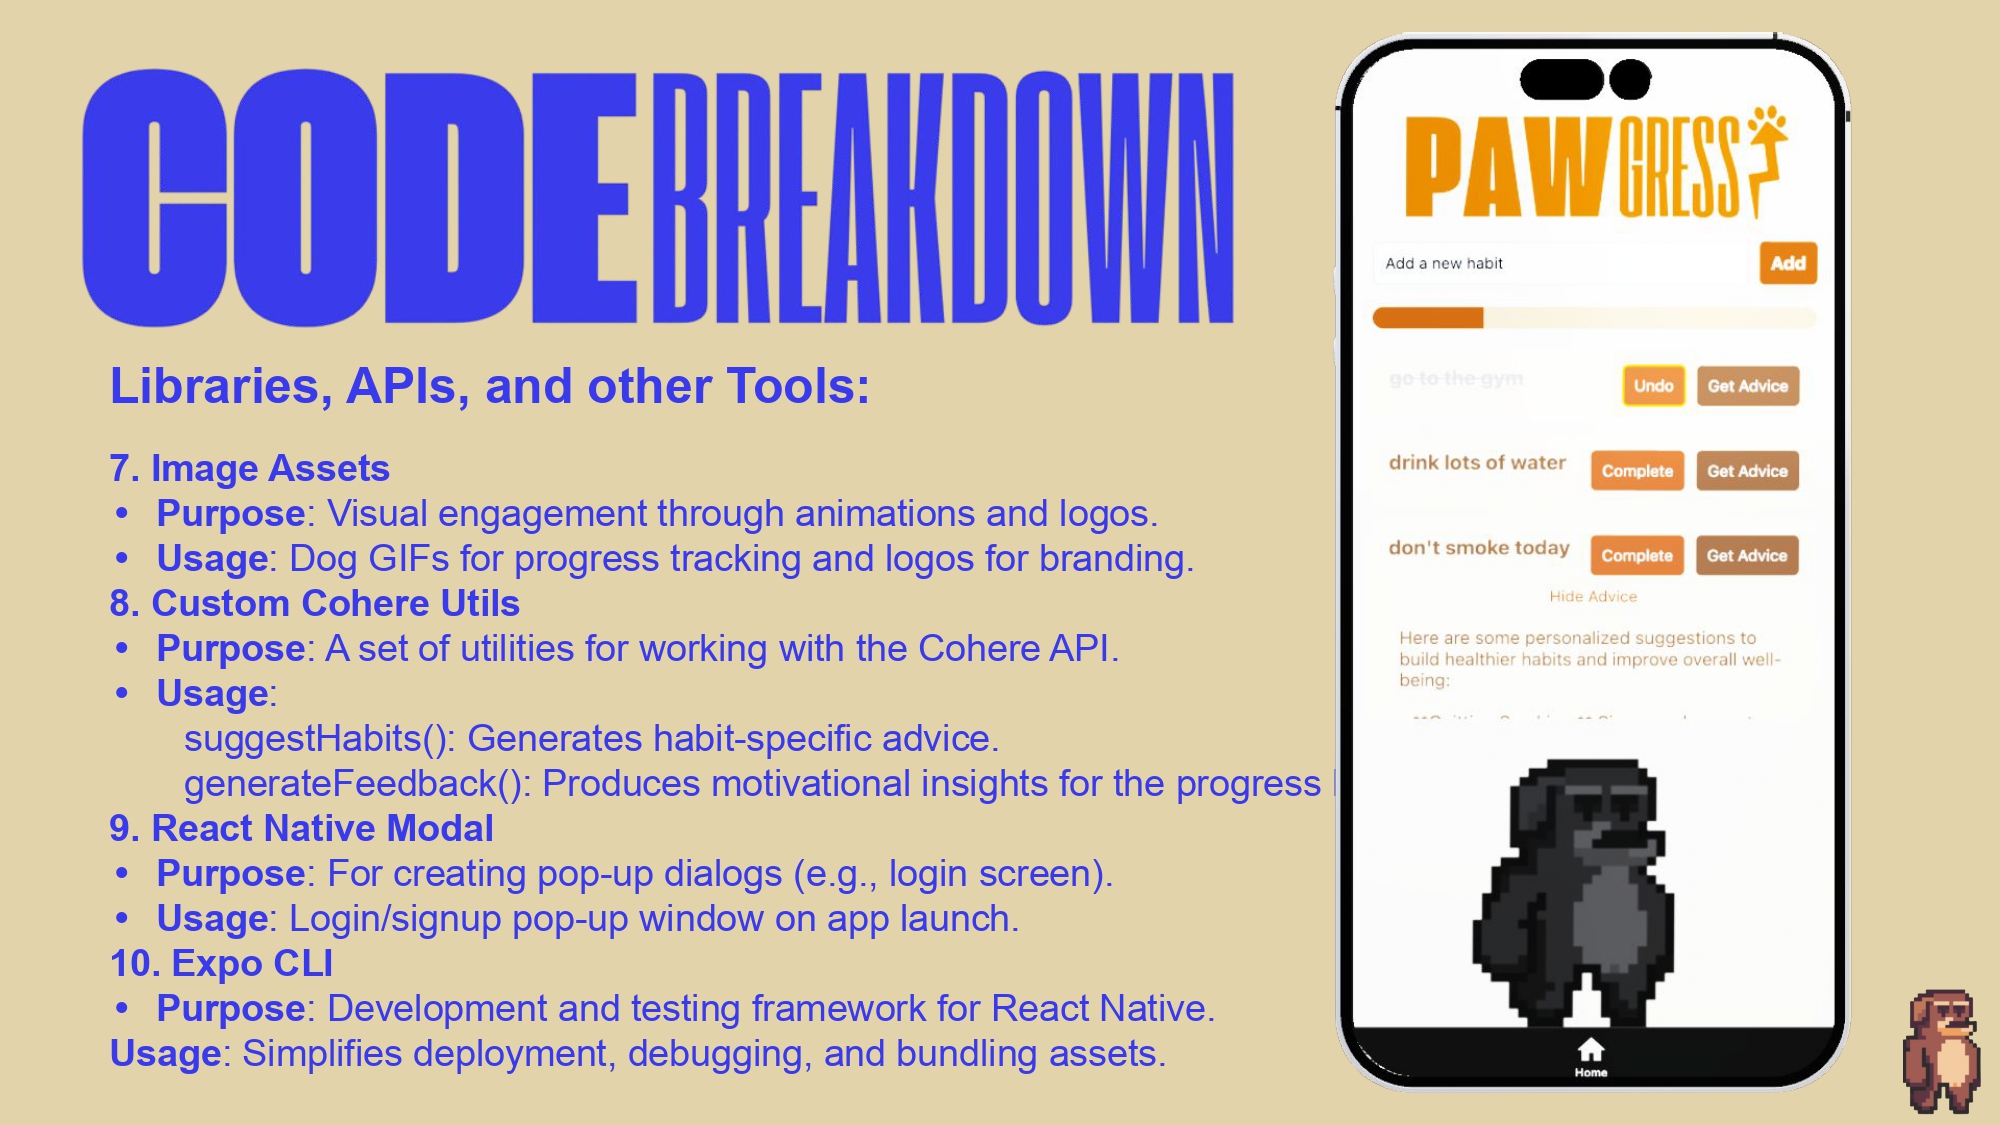 CODE BREAKDOWN
Libraries, APIs, and other Tools:
7. Image Assets
• Purpose: Visual engagement through animations and logos.
• Usage: Dog GIFs for progress tracking and logos for branding.
8. Custom Cohere Utils
• Purpose: A set of utilities for working with the Cohere API.
• Usage:
suggestHabits(): Generates habit-specific advice.
generateFeedback(): Produces motivational insights for the progress
9. React Native Modal
• Purpose: For creating pop-up dialogs (e.g., login screen).
• Usage: Login/signup pop-up window on app launch.
10. Expo CLI
• Purpose: Development and testing framework for React Native.
Usage: Simplifies deployment, debugging, and bundling assets.
PAWGRESS
Add a new habit Add
go to the gym Undo Get Advice
drink lots of water Complete Get Advice
don't smoke today Complete Get Advice
Hide Advice
Here are some personalized suggestions to
build healthier habits and improve overall well-
being:
Home